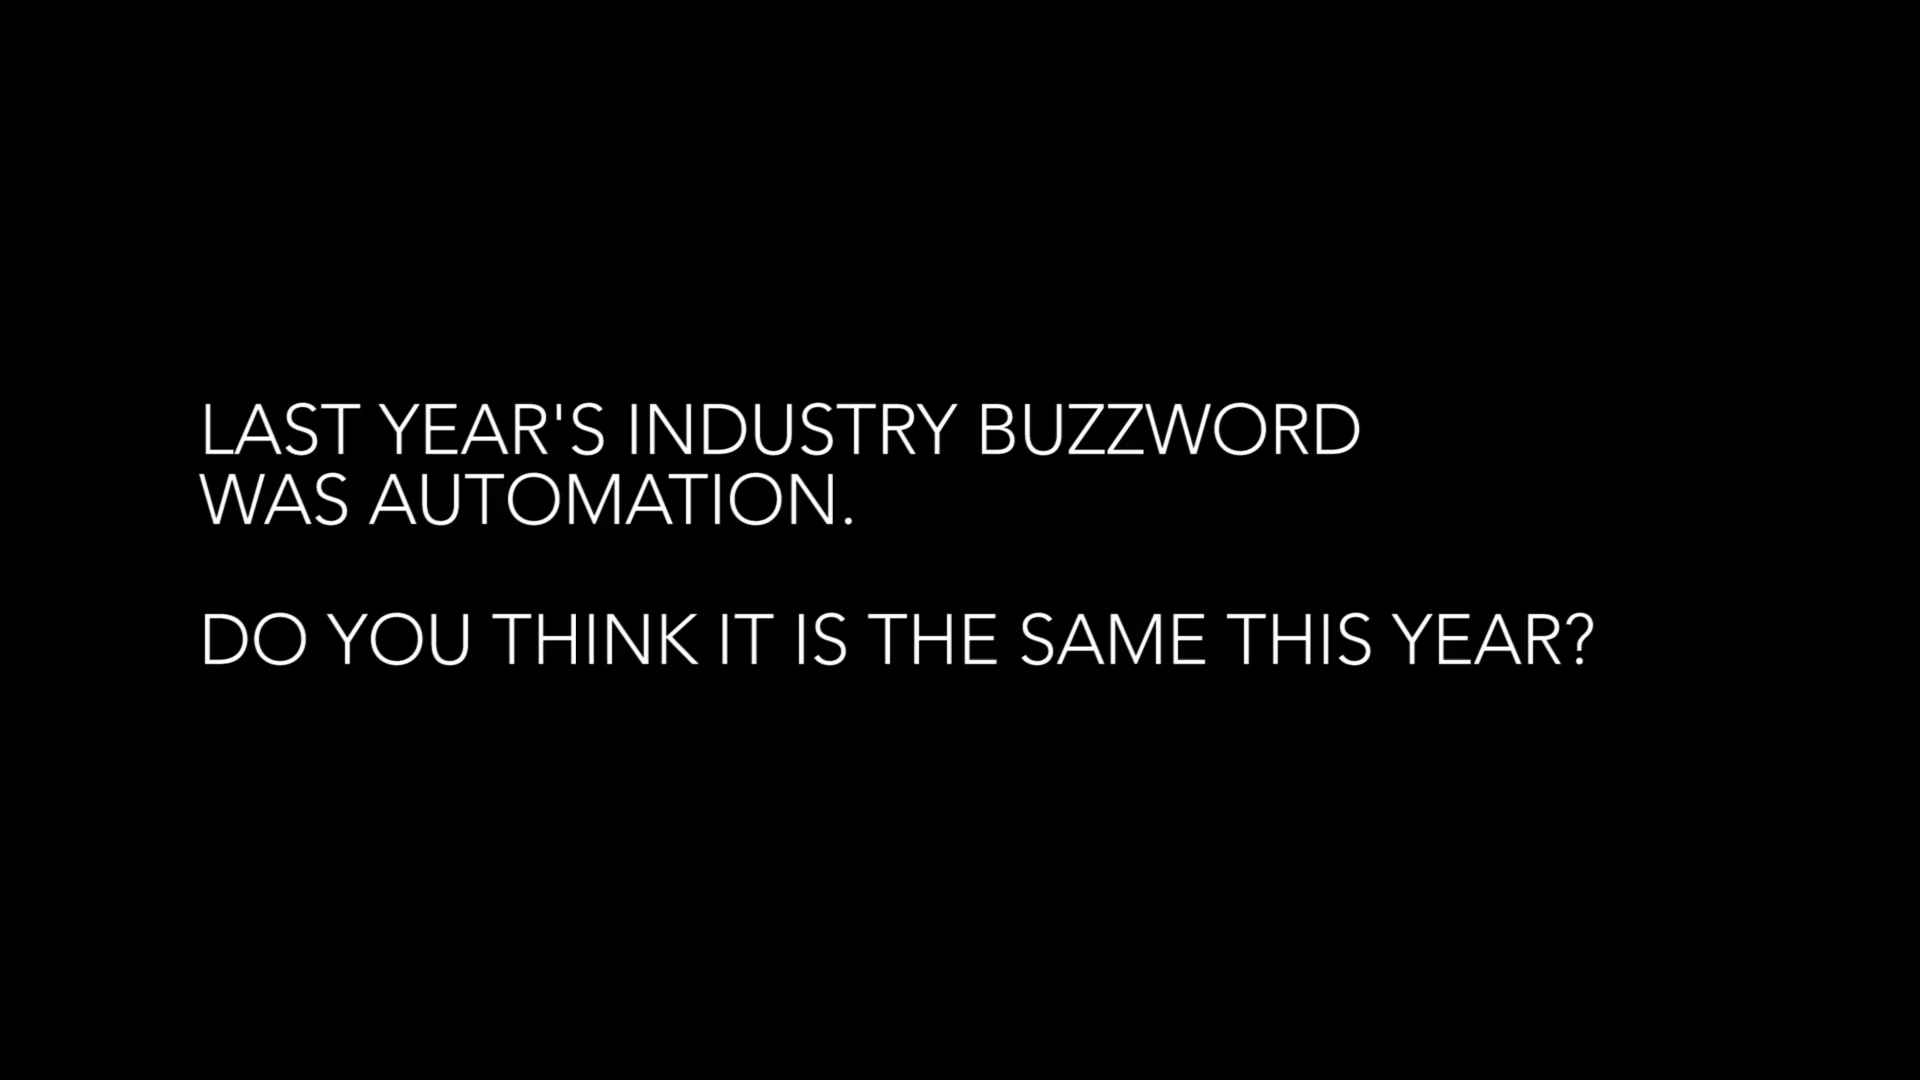 LAST YEAR'S INDUSTRY BUZZWORD
WAS AUTOMATION.
DO YOU THINK IT IS THE SAME THIS YEAR?